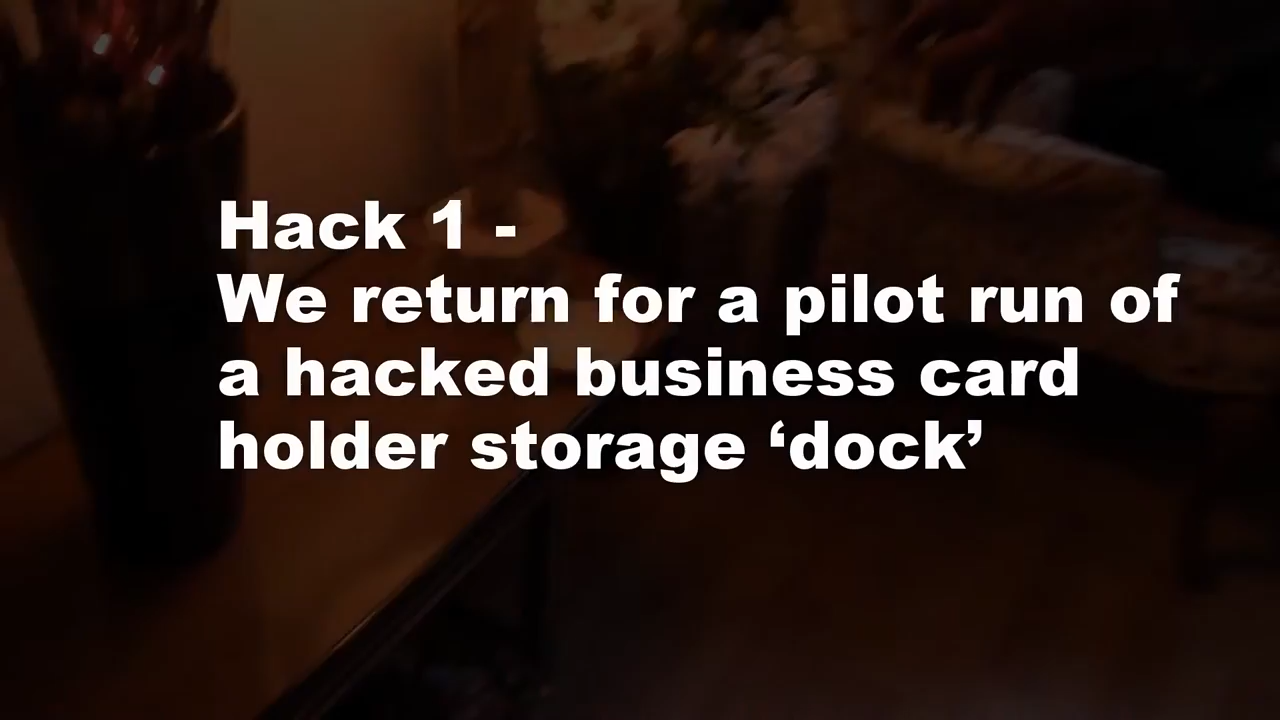 Hack 1 -
We return for a pilot run of
a hacked business card
holder storage ‘dock’